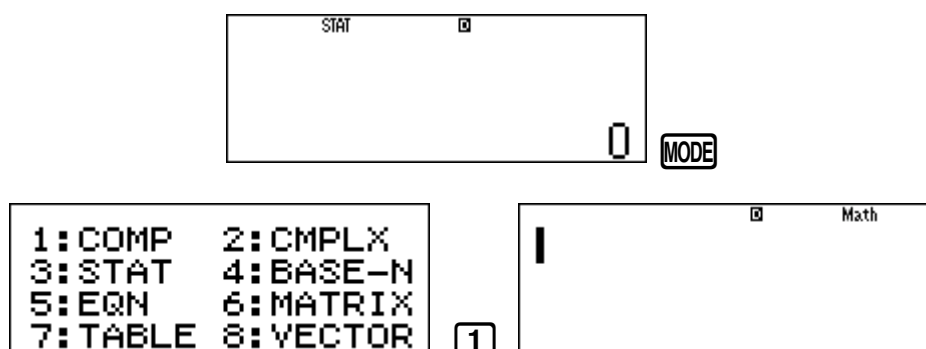 STAT D
0 MODE
D Math
1:COMP 2:CMPLX
3:STAT 4:BASE-N
5:EQN 6:MATRIX
7:TABLE 8:VECTOR 1